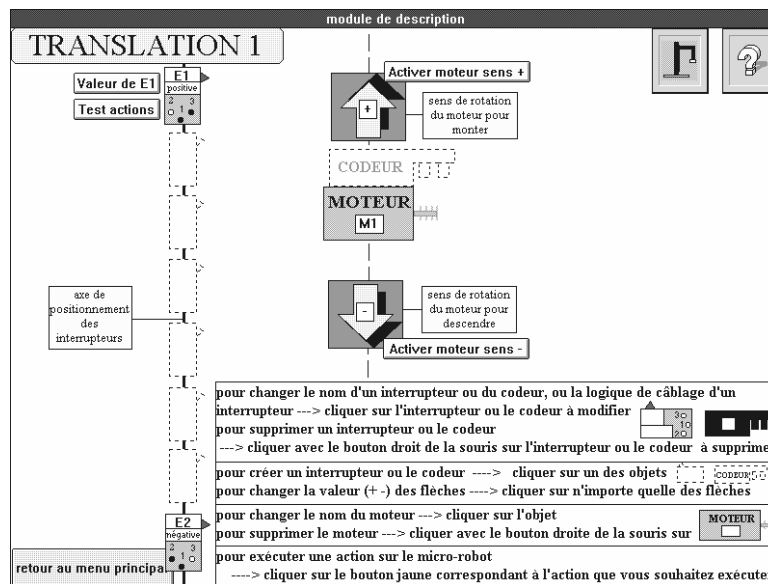 module de description
TRANSLATION 1
Valeur de E1
E1
positive
Test actions
2 3
1
Activer moteur sens +
+
sens de rotation
du moteur pour
monter
CODEUR
MOTEUR
M1
axe de
positionnement
des
interrupteurs
-
sens de rotation
du moteur pour
descendre
Activer moteur sens -
pour changer le nom d'un interrupteur ou du codeur, ou la logique de câblage d'un
interrupteur ---> cliquer sur l'interrupteur ou le codeur à modifier
pour supprimer un interrupteur ou le codeur
---> cliquer avec le bouton droit de la souris sur l'interrupteur ou le codeur à supprime
3
1
2
pour créer un interrupteur ou le codeur ----> cliquer sur un des objets
CODEUR
pour changer la valeur (+ -) des flèches ----> cliquer sur n'importe quelle des flèches
E2
négative
2 3
1
pour changer le nom du moteur ---> cliquer sur l'objet
pour supprimer le moteur ---> cliquer avec le bouton droite de la souris sur
MOTEUR
retour au menu principa
pour exécuter une action sur le micro-robot
----> cliquer sur le bouton jaune correspondant à l'action que vous souhaitez exécute